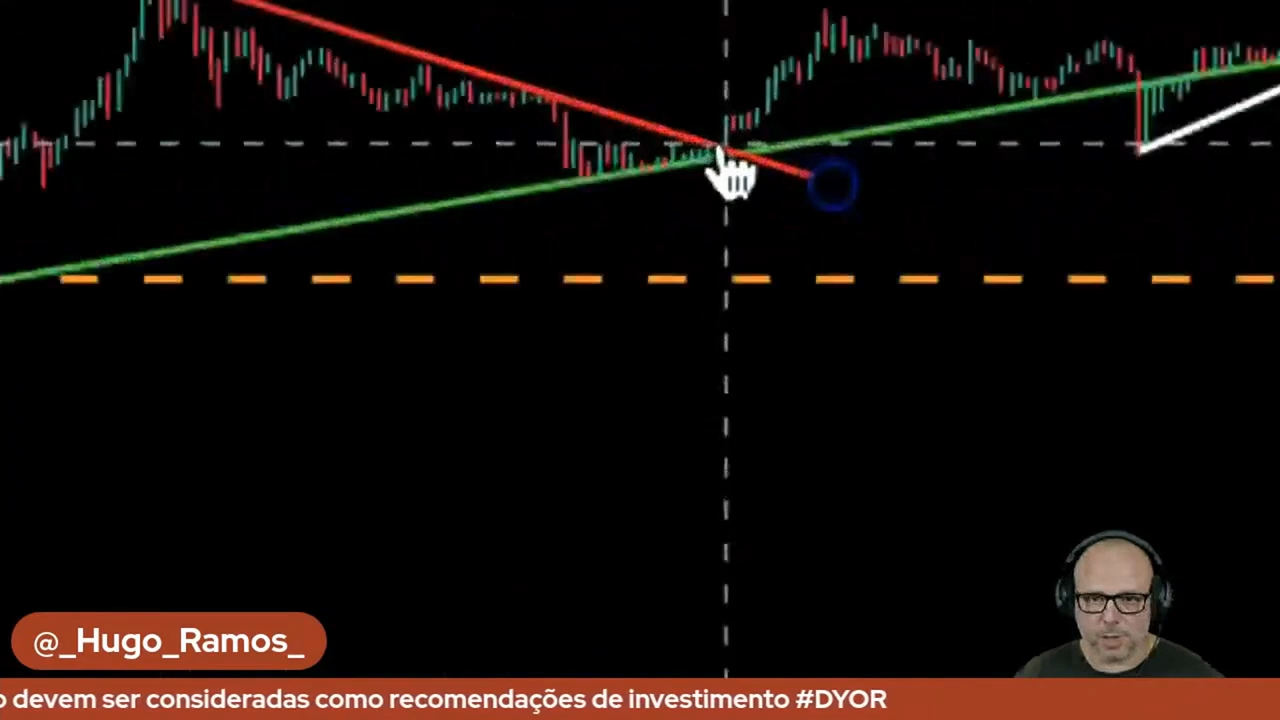 @_Hugo_Ramos_
devem ser consideradas como recomendações de investimento #DYOR